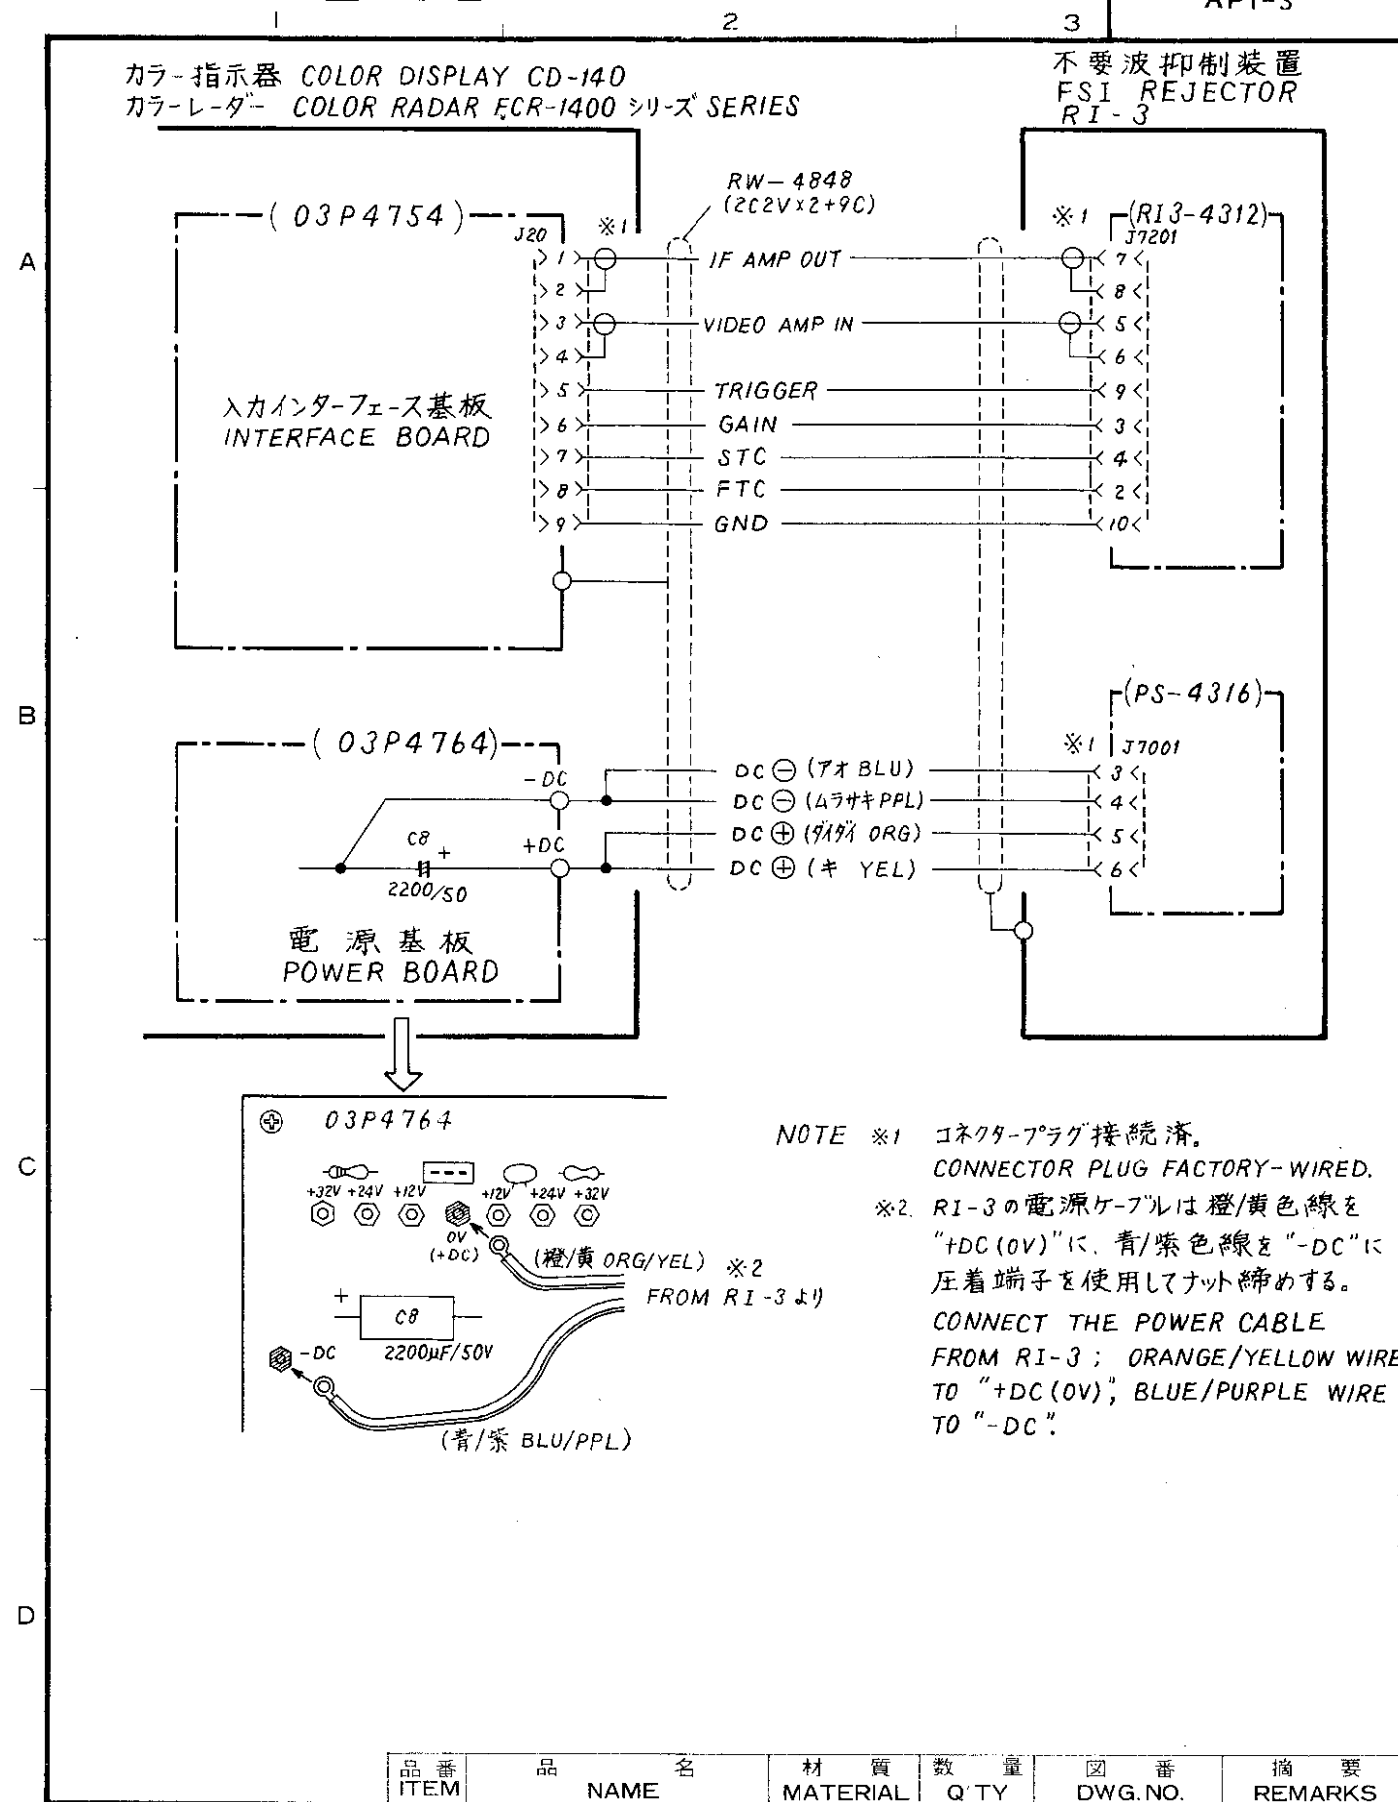 AP1-3
1 2 3
カラー指示器 COLOR DISPLAY CD-140
カラーレーダー COLOR RADAR FCR-1400 シリーズ SERIES
不要波抑制装置
FSI REJECTOR
RI-3
RW-4848
(2C2V×2+9C)
(03P4754)
J20
※1
※1
(RI3-4312)
J7201
A
1 IF AMP OUT 7
2 8
3 VIDEO AMP IN 5
4 6
5 TRIGGER 9
6 GAIN 3
7 STC 4
8 FTC 2
9 GND 10
入力インターフェース基板
INTERFACE BOARD
B
(PS-4316)
(03P4764)
※1 J7001
-DC
DC ⊖ (アオ BLU) 3
DC ⊖ (ムラサキ PPL) 4
C8 + +DC
DC ⊕ (ダイダイ ORG) 5
DC ⊕ (キ YEL) 6
2200/50
電源基板
POWER BOARD
C
03P4764
+32V +24V +12V +12V +24V +32V
0V
(+DC)
(橙/黄 ORG/YEL) ※2
FROM RI-3より
+
C8
-DC 2200μF/50V
(青/紫 BLU/PPL)
NOTE ※1 コネクタープラグ接続済。
CONNECTOR PLUG FACTORY-WIRED.
※2. RI-3の電源ケーブルは橙/黄色線を
"+DC(0V)"に、青/紫色線を"-DC"に
圧着端子を使用してナット締めする。
CONNECT THE POWER CABLE
FROM RI-3; ORANGE/YELLOW WIRE
TO "+DC(0V)", BLUE/PURPLE WIRE
TO "-DC".
D
品番 品名 材質 数量 図番 摘要
ITEM NAME MATERIAL Q'TY DWG.NO. REMARKS